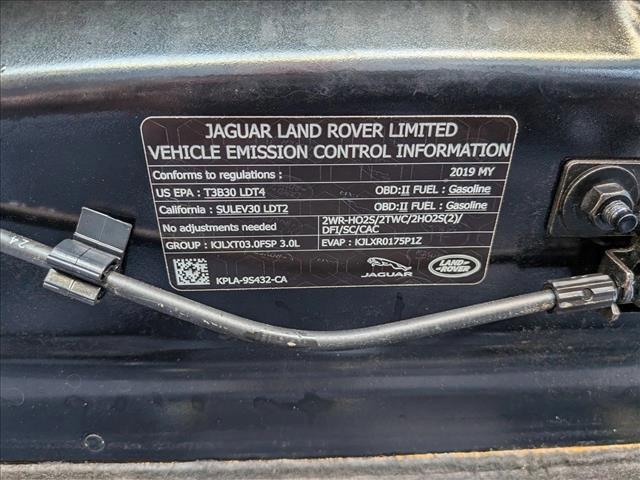 JAGUAR LAND ROVER LIMITED
VEHICLE EMISSION CONTROL INFORMATION
Conforms to regulations : 2019 MY
US EPA : T3B30 LDT4 OBD:II FUEL : Gasoline
California : SULEV30 LDT2 OBD:II FUEL : Gasoline
No adjustments needed 2WR-HO2S/2TWC/2HO2S(2)/
DFI/SC/CAC
GROUP : KJLXT03.0FSP 3.0L EVAP : KJLXR0175P1Z
KPLA-9S432-CA JAGUAR LAND-ROVER
24